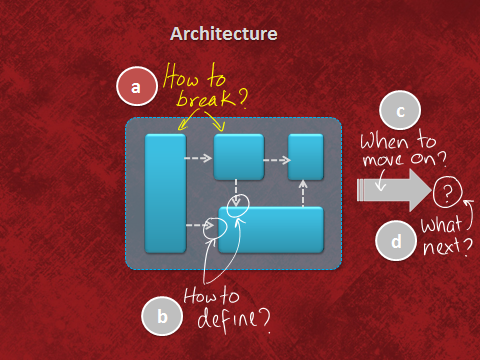 Architecture
a
How to
break?
c
When to
move on?
?
d
What
next?
b
How to
define?